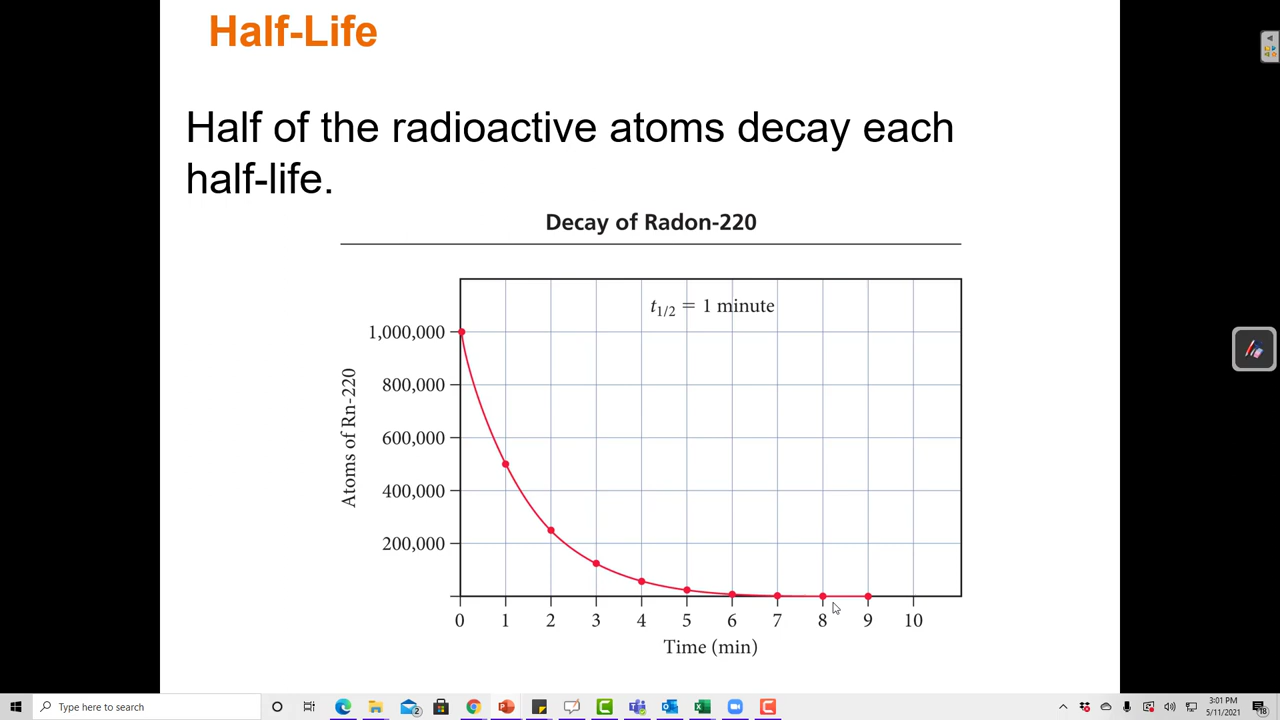 Half-Life
Half of the radioactive atoms decay each
half-life.
Decay of Radon-220
t1/2 = 1 minute
1,000,000
800,000
600,000
400,000
200,000
Atoms of Rn-220
0 1 2 3 4 5 6 7 8 9 10
Time (min)
Type here to search
2
3:01 PM
5/11/2021
18